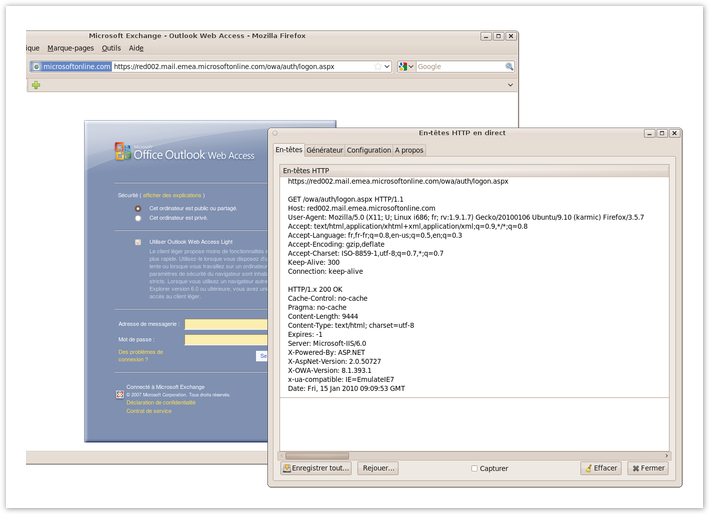 Microsoft Exchange - Outlook Web Access - Mozilla Firefox
ique Marque-pages Outils Aide
microsoftonline.com https://red002.mail.emea.microsoftonline.com/owa/auth/logon.aspx Google
Microsoft
Office Outlook Web Access
Sécurité ( afficher des explications )
Cet ordinateur est public ou partagé.
Cet ordinateur est privé.
Utiliser Outlook Web Access Light
Le client léger propose moins de fonctionnalités
plus rapide. Utilisez-le lorsque vous disposez d'u
lente ou lorsque vous travaillez sur un ordinateur
paramètres de sécurité du navigateur sont inhab
stricts. Lorsque vous utilisez un navigateur autre
Explorer version 6.0 ou ultérieure, vous avez
accès au client léger.
Adresse de messagerie :
Mot de passe :
Des problèmes de
connexion ?
Se
Connecté à Microsoft Exchange
© 2007 Microsoft Corporation. Tous droits réservés.
Déclaration de confidentialité
Contrat de service
En-têtes HTTP en direct
En-têtes Générateur Configuration A propos
En-têtes HTTP
https://red002.mail.emea.microsoftonline.com/owa/auth/logon.aspx
GET /owa/auth/logon.aspx HTTP/1.1
Host: red002.mail.emea.microsoftonline.com
User-Agent: Mozilla/5.0 (X11; U; Linux i686; fr; rv:1.9.1.7) Gecko/20100106 Ubuntu/9.10 (karmic) Firefox/3.5.7
Accept: text/html,application/xhtml+xml,application/xml;q=0.9,*/*;q=0.8
Accept-Language: fr,fr-fr;q=0.8,en-us;q=0.5,en;q=0.3
Accept-Encoding: gzip,deflate
Accept-Charset: ISO-8859-1,utf-8;q=0.7,*;q=0.7
Keep-Alive: 300
Connection: keep-alive
HTTP/1.x 200 OK
Cache-Control: no-cache
Pragma: no-cache
Content-Length: 9444
Content-Type: text/html; charset=utf-8
Expires: -1
Server: Microsoft-IIS/6.0
X-Powered-By: ASP.NET
X-AspNet-Version: 2.0.50727
X-OWA-Version: 8.1.393.1
x-ua-compatible: IE=EmulateIE7
Date: Fri, 15 Jan 2010 09:09:53 GMT
Enregistrer tout... Rejouer... Capturer Effacer Fermer